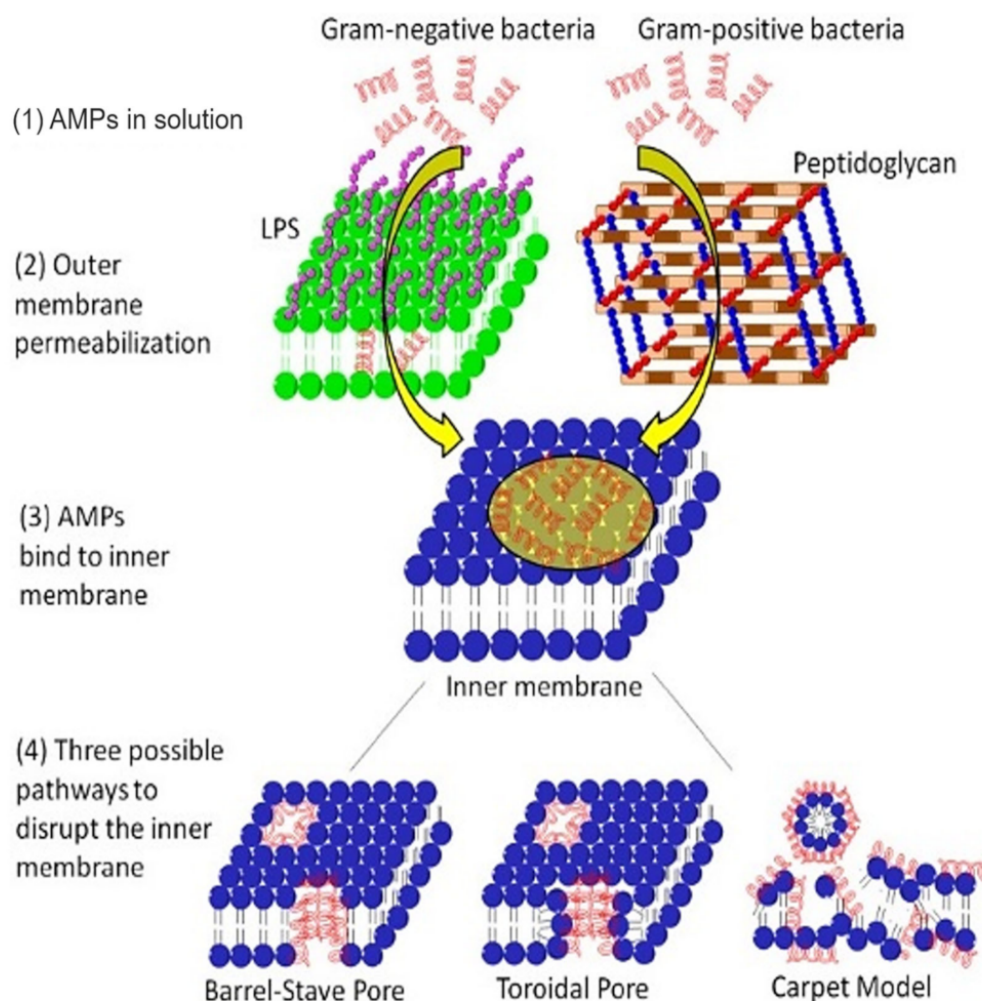 Gram-negative bacteria
Gram-positive bacteria
(1) AMPs in solution
Peptidoglycan
LPS
(2) Outer
membrane
permeabilization
(3) AMPs
bind to inner
membrane
Inner membrane
(4) Three possible
pathways to
disrupt the inner
membrane
Barrel-Stave Pore
Toroidal Pore
Carpet Model